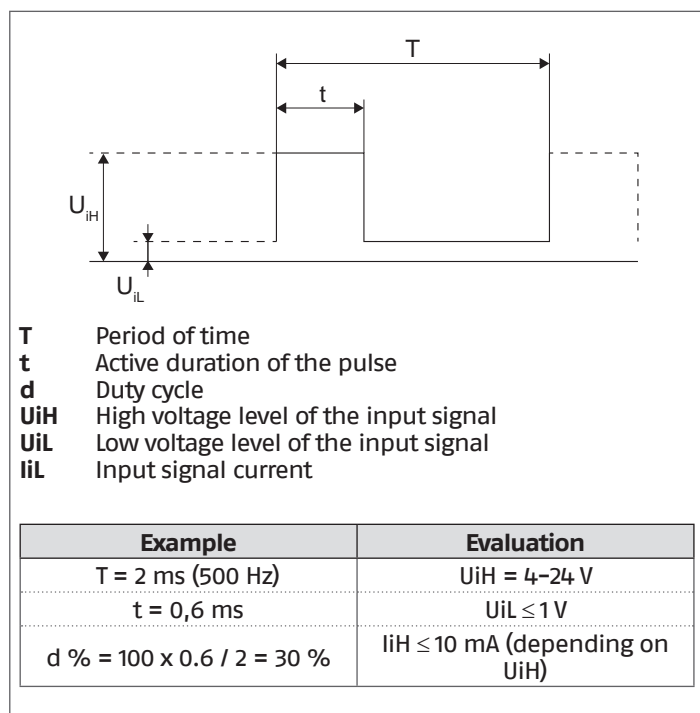 T
t
UiH
UiL
T Period of time
t Active duration of the pulse
d Duty cycle
UiH High voltage level of the input signal
UiL Low voltage level of the input signal
IiL Input signal current
Example Evaluation
T = 2 ms (500 Hz) UiH = 4–24 V
t = 0,6 ms UiL ≤ 1 V
d % = 100 x 0.6 / 2 = 30 % IiH ≤ 10 mA (depending on
UiH)